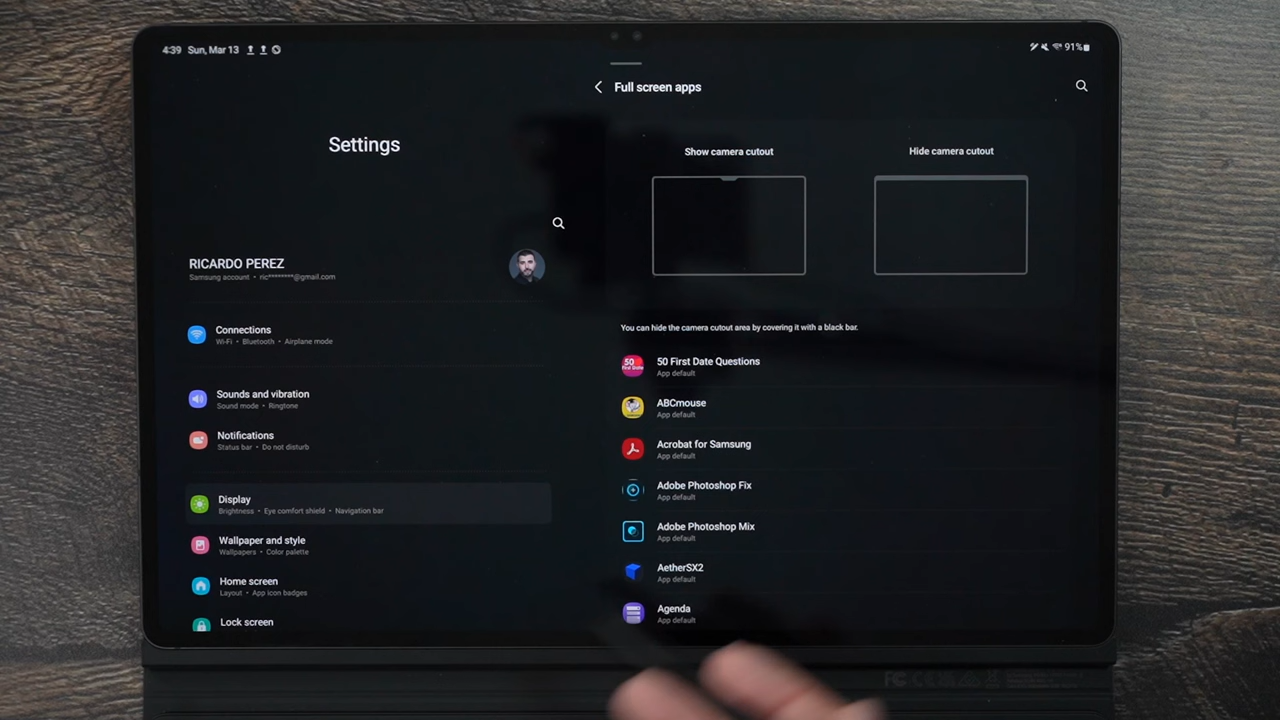 4:39 Sun, Mar 13
91%
Settings
RICARDO PEREZ
Samsung account • ric********@gmail.com
Connections
Wi-Fi • Bluetooth • Airplane mode
Sounds and vibration
Sound mode • Ringtone
Notifications
Status bar • Do not disturb
Display
Brightness • Eye comfort shield • Navigation bar
Wallpaper and style
Wallpapers • Color palette
Home screen
Layout • App icon badges
Lock screen
Full screen apps
Show camera cutout
Hide camera cutout
You can hide the camera cutout area by covering it with a black bar.
50 First Date Questions
App default
ABCmouse
App default
Acrobat for Samsung
App default
Adobe Photoshop Fix
App default
Adobe Photoshop Mix
App default
AetherSX2
App default
Agenda
App default